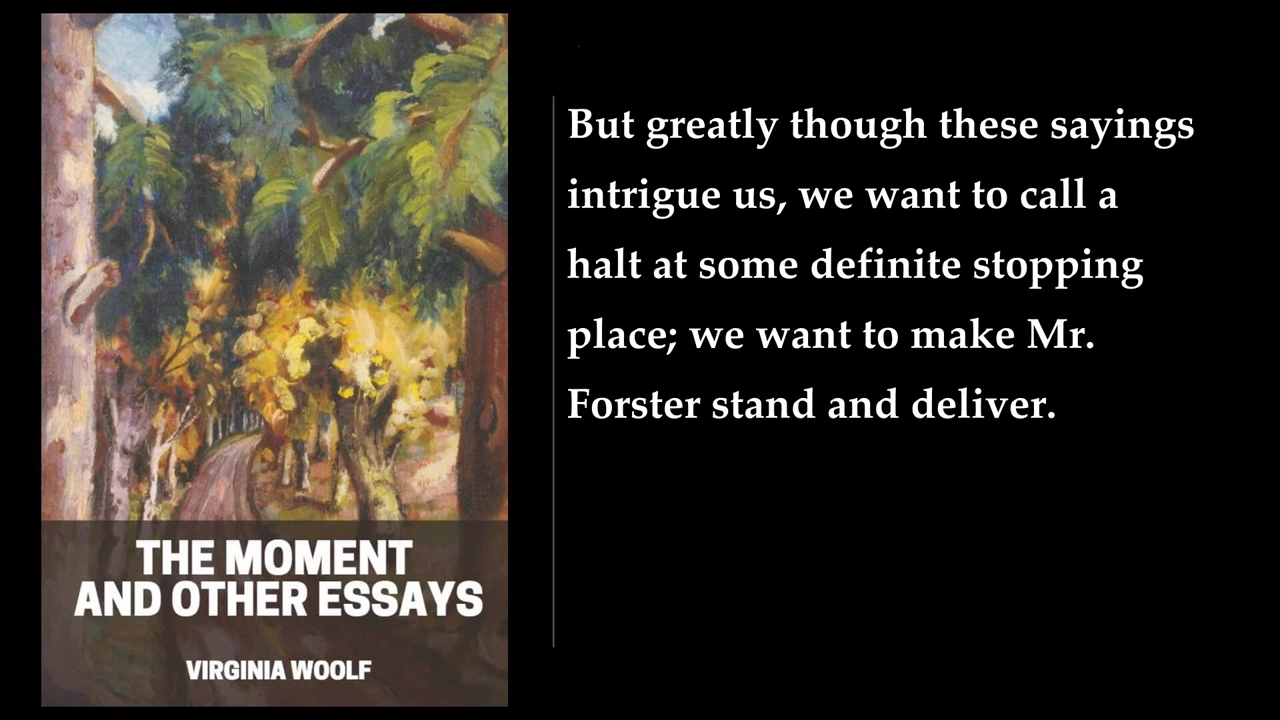 THE MOMENT
AND OTHER ESSAYS
VIRGINIA WOOLF
But greatly though these sayings
intrigue us, we want to call a
halt at some definite stopping
place; we want to make Mr.
Forster stand and deliver.